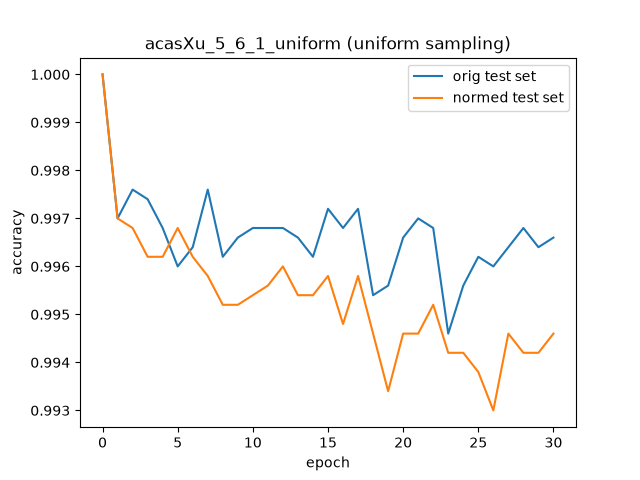 acasXu_5_6_1_uniform (uniform sampling)
orig test set
normed test set
1.000
0.999
0.998
0.997
0.996
0.995
0.994
0.993
accuracy
0 5 10 15 20 25 30
epoch